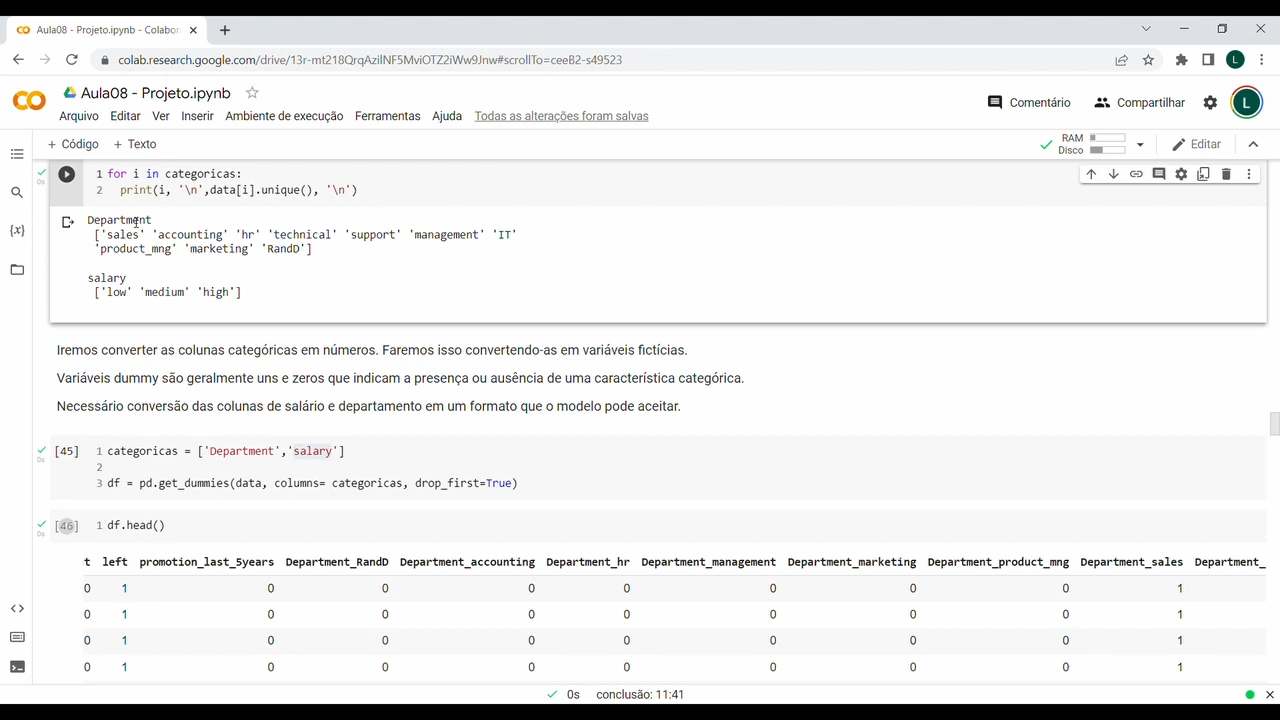 Aula08 - Projeto.ipynb - Colabor
colab.research.google.com/drive/13r-mt218QrqAzilNF5MviOTZ2iWw9Jnw#scrollTo=ceeB2-s49523
L
Aula08 - Projeto.ipynb
Comentário
Compartilhar
L
Arquivo Editar Ver Inserir Ambiente de execução Ferramentas Ajuda Todas as alterações foram salvas
+ Código + Texto
RAM
Disco
Editar
0s
1 for i in categoricas:
2 print(i, '\n',data[i].unique(), '\n')
Department
['sales' 'accounting' 'hr' 'technical' 'support' 'management' 'IT'
'product_mng' 'marketing' 'RandD']
salary
['low' 'medium' 'high']
Iremos converter as colunas categóricas em números. Faremos isso convertendo-as em variáveis fictícias.
Variáveis dummy são geralmente uns e zeros que indicam a presença ou ausência de uma característica categórica.
Necessário conversão das colunas de salário e departamento em um formato que o modelo pode aceitar.
[45] 1 categoricas = ['Department','salary']
0s
2
3 df = pd.get_dummies(data, columns= categoricas, drop_first=True)
[46] 1 df.head()
0s
t left promotion_last_5years Department_RandD Department_accounting Department_hr Department_management Department_marketing Department_product_mng Department_sales Department_
0 1 0 0 0 0 0 0 0 1
0 1 0 0 0 0 0 0 0 1
0 1 0 0 0 0 0 0 0 1
0 1 0 0 0 0 0 0 0 1
0s conclusão: 11:41